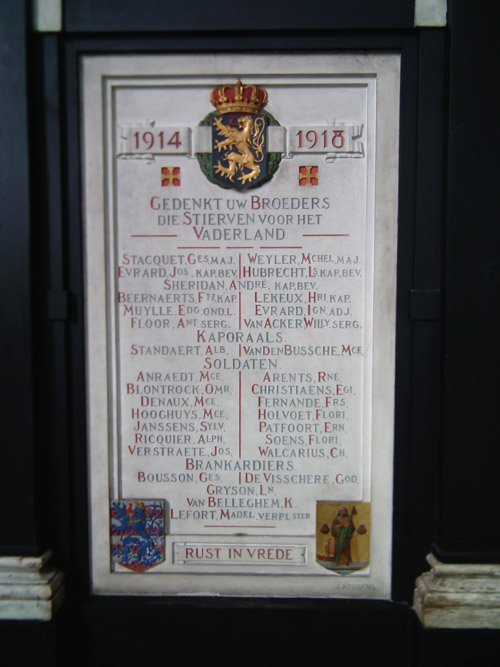 1914 1918
GEDENKT UW BROEDERS
DIE STIERVEN VOOR HET
VADERLAND
STACQUET, GES. MAJ. WEYLER, MCHEL, MAJ.
EVRARD, JOS, KAP. BEV. HUBRECHT, LS KAP. BEV.
SHERIDAN, ANDRÉ, KAP. BEV.
BEERNAERTS, FTZ KAP. LEKEUX, HRI, KAP.
MUYLLE, EDG OND. L. EVRARD, IGN, ADJ.
FLOOR, ANT SERG. VAN ACKER, WILLY, SERG.
KAPORAALS.
STANDAERT, ALB, VAN DEN BUSSCHE, MCE
SOLDATEN
ANRAEDT, MCE, ARENTS, RNE
BLONTROCK, OMR CHRISTIAENS, EGI,
DENAUX, MCE, FERNANDE, FRS,
HOOGHUYS, MCE, HOLVOET, FLORI,
JANSSENS, SYLV, PATFOORT, ERN,
RICQUIER, ALPH, SOENS, FLORI,
VERSTRAETE, JOS, WALCARIUS, CH,
BRANKARDIERS.
BOUSSON, GES, DE VISSCHERE, GOD,
GRYSON, LN,
VAN BELLEGHEM, K.
LEFORT, MADEL, VERPLSTER
RUST IN VREDE